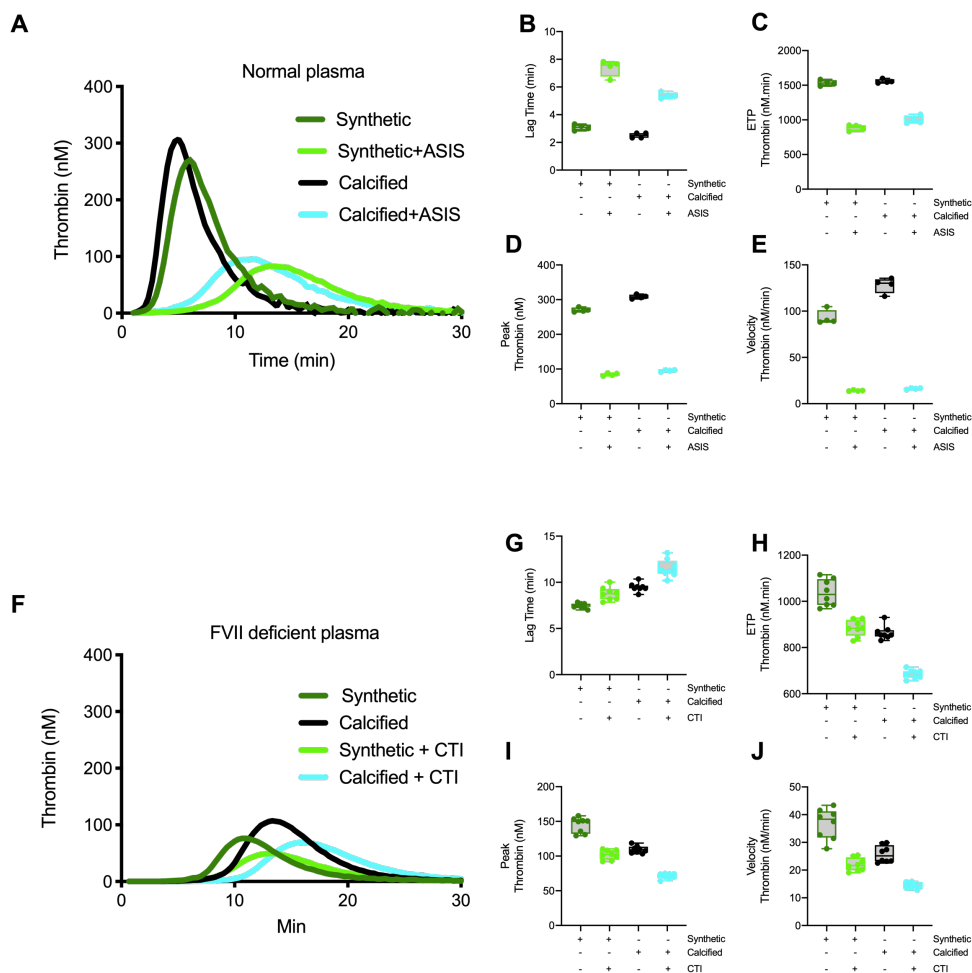 A
Normal plasma
Thrombin (nM)
400
300
200
100
0
0 10 20 30
Time (min)
Synthetic
Synthetic+ASIS
Calcified
Calcified+ASIS
B
Lag Time (min)
10
8
6
4
2
0
+ + - - Synthetic
- - + + Calcified
- + - + ASIS
C
ETP
Thrombin (nM.min)
2000
1500
1000
500
0
+ + - - Synthetic
- - + + Calcified
- + - + ASIS
D
Peak
Thrombin (nM)
400
300
200
100
0
+ + - - Synthetic
- - + + Calcified
- + - + ASIS
E
Velocity
Thrombin (nM/min)
150
100
50
0
+ + - - Synthetic
- - + + Calcified
- + - + ASIS
F
FVII deficient plasma
Thrombin (nM)
400
300
200
100
0
0 10 20 30
Min
Synthetic
Calcified
Synthetic + CTI
Calcified + CTI
G
Lag Time (min)
15
10
5
0
+ + - - Synthetic
- - + + Calcified
- + - + CTI
H
ETP
Thrombin (nM.min)
1200
1000
800
600
+ + - - Synthetic
- - + + Calcified
- + - + CTI
I
Peak
Thrombin (nM)
200
150
100
50
0
+ + - - Synthetic
- - + + Calcified
- + - + CTI
J
Velocity
Thrombin (nM/min)
50
40
30
20
10
0
+ + - - Synthetic
- - + + Calcified
- + - + CTI